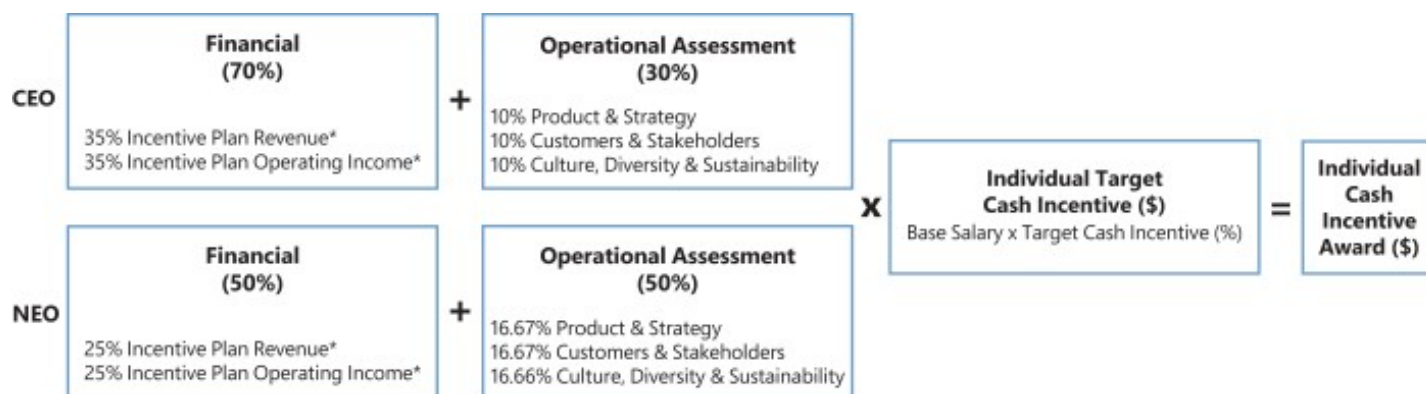 CEO
Financial
(70%)
35% Incentive Plan Revenue*
35% Incentive Plan Operating Income*
+
Operational Assessment
(30%)
10% Product & Strategy
10% Customers & Stakeholders
10% Culture, Diversity & Sustainability
NEO
Financial
(50%)
25% Incentive Plan Revenue*
25% Incentive Plan Operating Income*
+
Operational Assessment
(50%)
16.67% Product & Strategy
16.67% Customers & Stakeholders
16.66% Culture, Diversity & Sustainability
x
Individual Target
Cash Incentive ($)
Base Salary x Target Cash Incentive (%)
=
Individual
Cash
Incentive
Award ($)